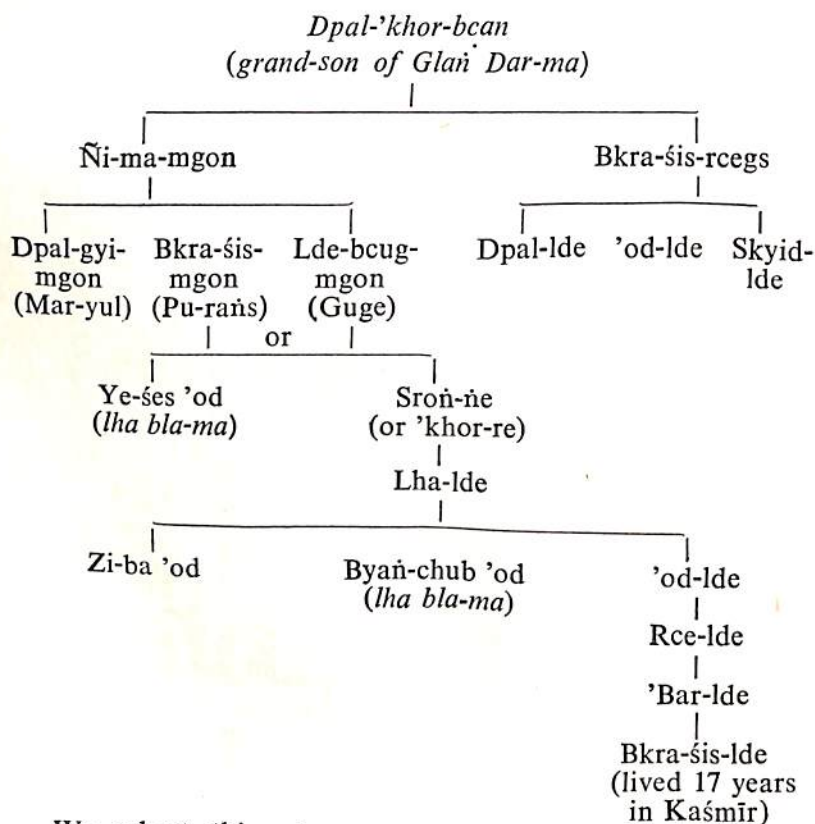 Dpal-’khor-bcan
(grand-son of Glaṅ Dar-ma)
Ñi-ma-mgon Bkra-śis-rcegs
Dpal-gyi- Bkra-śis- Lde-bcug- Dpal-lde ’od-lde Skyid-
mgon mgon mgon lde
(Mar-yul) (Pu-raṅs) (Guge)
or
Ye-śes ’od Sroṅ-ṅe
(lha bla-ma) (or ’khor-re)
Lha-lde
Zi-ba ’od Byaṅ-chub ’od ’od-lde
(lha bla-ma)
Rce-lde
’Bar-lde
Bkra-śis-lde
(lived 17 years
in Kaśmīr)